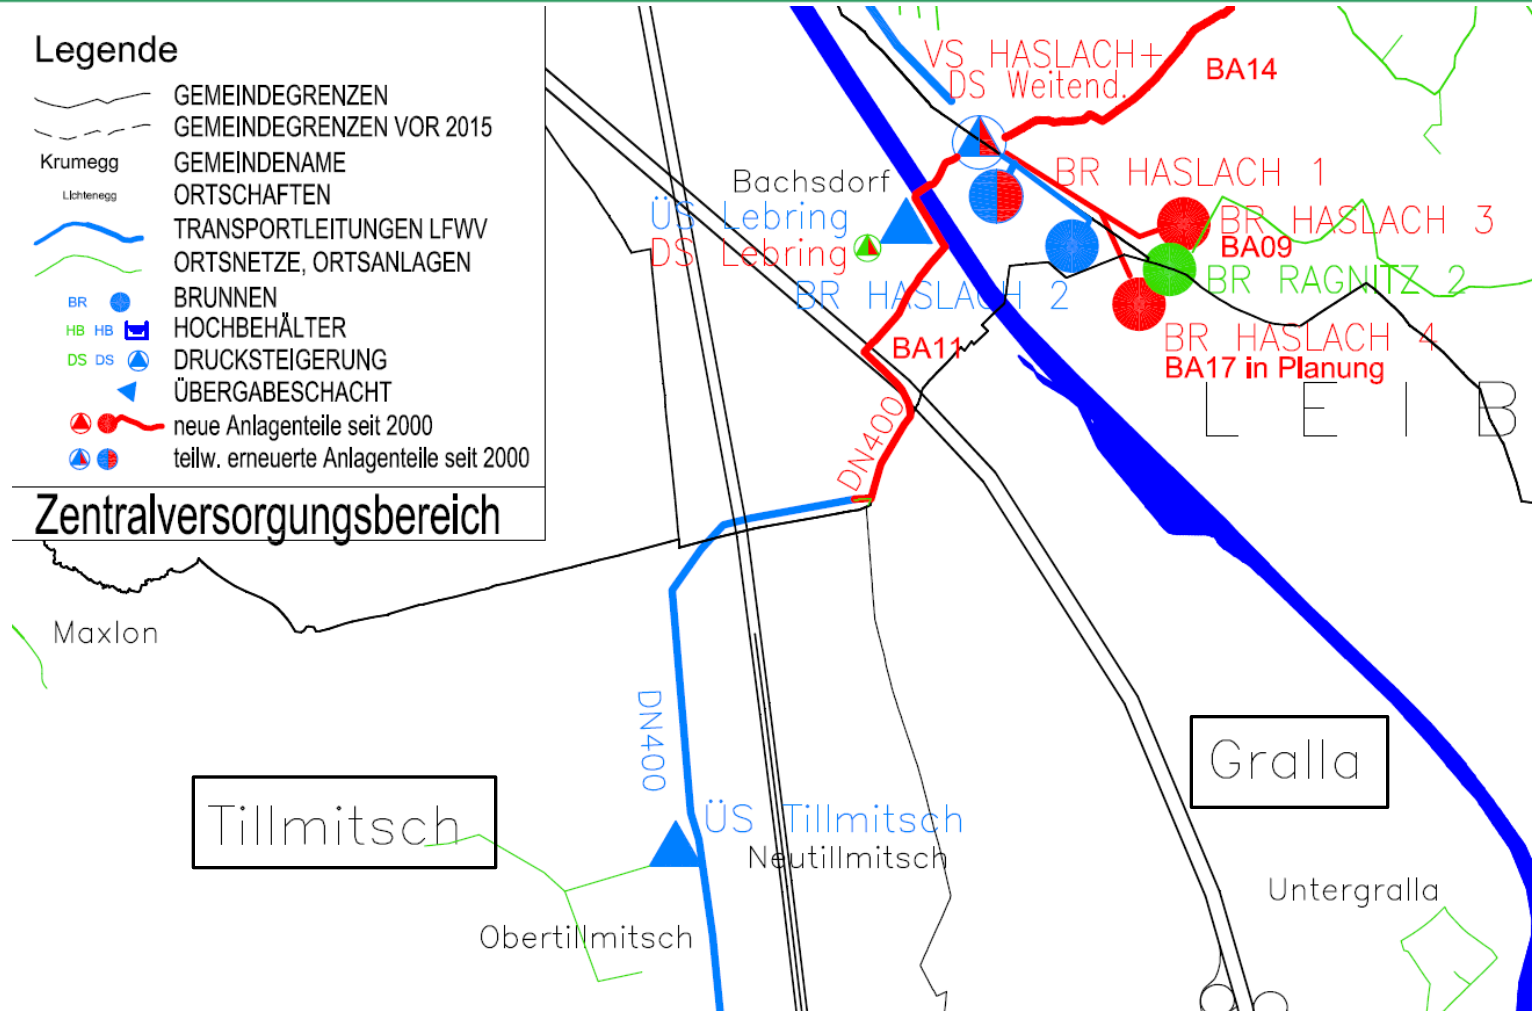 Legende
GEMEINDEGRENZEN
GEMEINDEGRENZEN VOR 2015
Krumegg GEMEINDENAME
Lichtenegg ORTSCHAFTEN
TRANSPORTLEITUNGEN LFWV
ORTSNETZE, ORTSANLAGEN
BR BRUNNEN
HB HB HOCHBEHÄLTER
DS DS DRUCKSTEIGERUNG
ÜBERGABESCHACHT
neue Anlagenteile seit 2000
teilw. erneuerte Anlagenteile seit 2000
Zentralversorgungsbereich
VS HASLACH+
DS Weitend.
BA14
BR HASLACH 1
Bachsdorf
ÜS Lebring
DS Lebring
BR HASLACH 3
BA09
BR RAGNITZ 2
BR HASLACH 2
BR HASLACH 4
BA17 in Planung
BA11
LEIB
DN400
Maxlon
DN400
Gralla
Tillmitsch
ÜS Tillmitsch
Neutillmitsch
Untergralla
Obertillmitsch